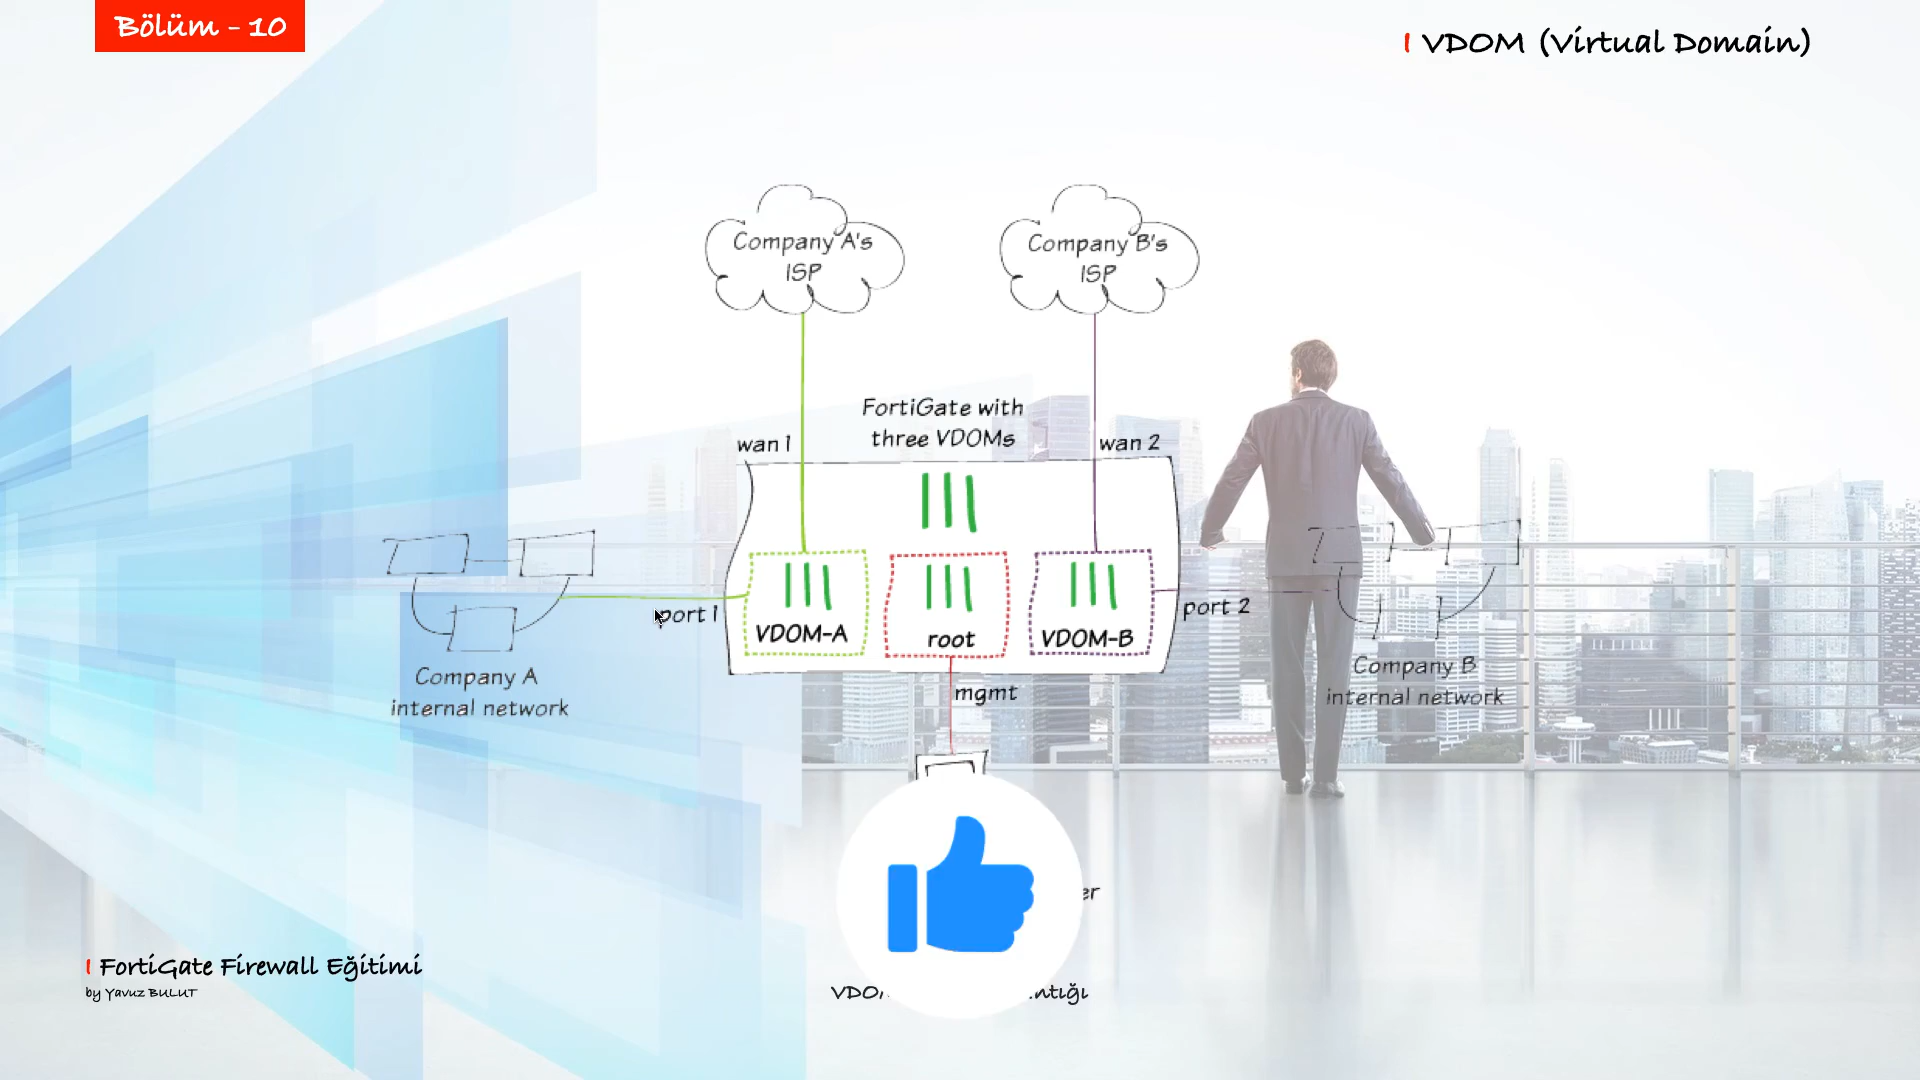 Bölüm - 10
| VDOM (Virtual Domain)
Company A's
ISP
Company B's
ISP
FortiGate with
three VDOMs
wan 1
wan 2
port 1
port 2
VDOM-A
root
VDOM-B
Company A
internal network
mgmt
Company B
internal network
| FortiGate Firewall Eğitimi
by Yavuz BULUT